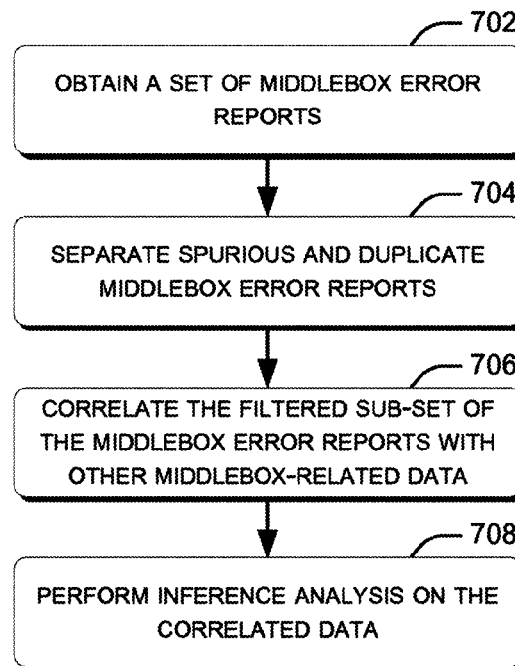 702
OBTAIN A SET OF MIDDLEBOX ERROR
REPORTS
704
SEPARATE SPURIOUS AND DUPLICATE
MIDDLEBOX ERROR REPORTS
706
CORRELATE THE FILTERED SUB-SET OF
THE MIDDLEBOX ERROR REPORTS WITH
OTHER MIDDLEBOX-RELATED DATA
708
PERFORM INFERENCE ANALYSIS ON THE
CORRELATED DATA